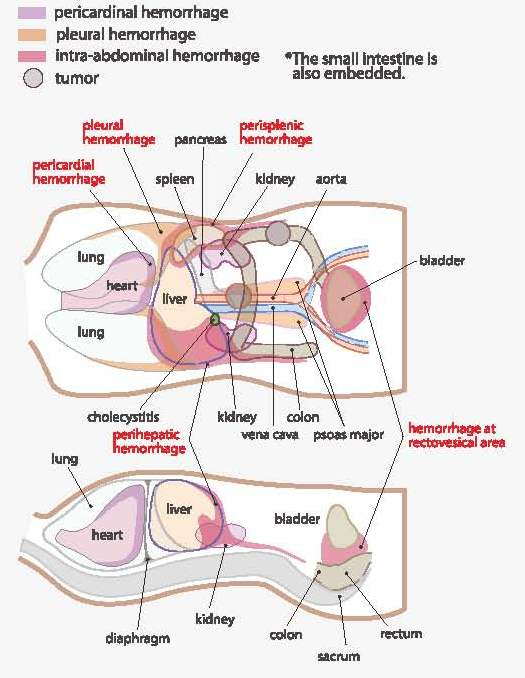 pericardinal hemorrhage
pleural hemorrhage
intra-abdominal hemorrhage
tumor
*The small intestine is
also embedded.
pleural
hemorrhage
pancreas
perisplenic
hemorrhage
pericardial
hemorrhage
spleen
kidney
aorta
lung
heart
liver
bladder
lung
cholecystitis
kidney
colon
perihepatic
hemorrhage
vena cava
psoas major
hemorrhage at
rectovesical area
lung
liver
heart
bladder
kidney
diaphragm
colon
rectum
sacrum